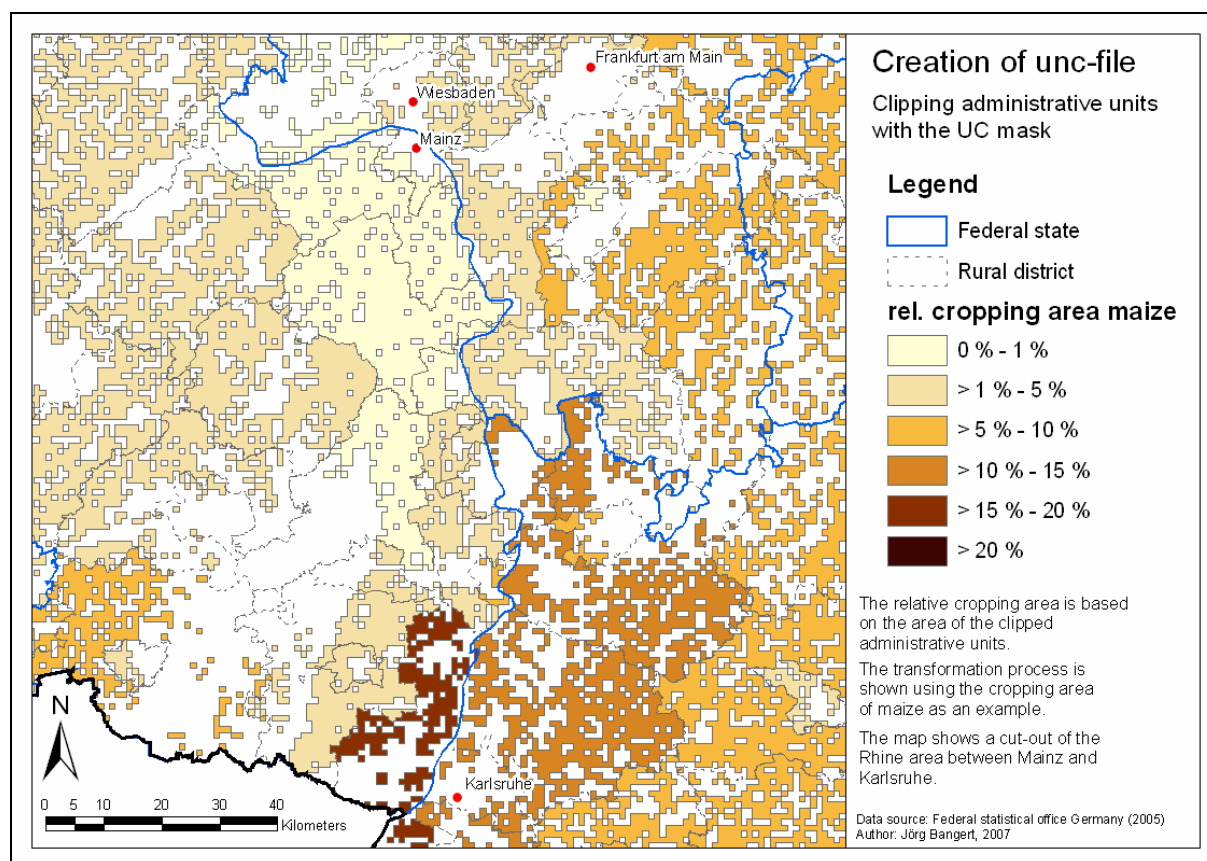 Frankfurt am Main
Wiesbaden
Mainz
Karlsruhe
N
0 5 10 20 30 40
Kilometers
Creation of unc-file
Clipping administrative units
with the UC mask
Legend
Federal state
Rural district
rel. cropping area maize
0 % - 1 %
> 1 % - 5 %
> 5 % - 10 %
> 10 % - 15 %
> 15 % - 20 %
> 20 %
The relative cropping area is based
on the area of the clipped
administrative units.
The transformation process is
shown using the cropping area
of maize as an example.
The map shows a cut-out of the
Rhine area between Mainz and
Karlsruhe.
Data source: Federal statistical office Germany (2005)
Author: Jörg Bangert, 2007